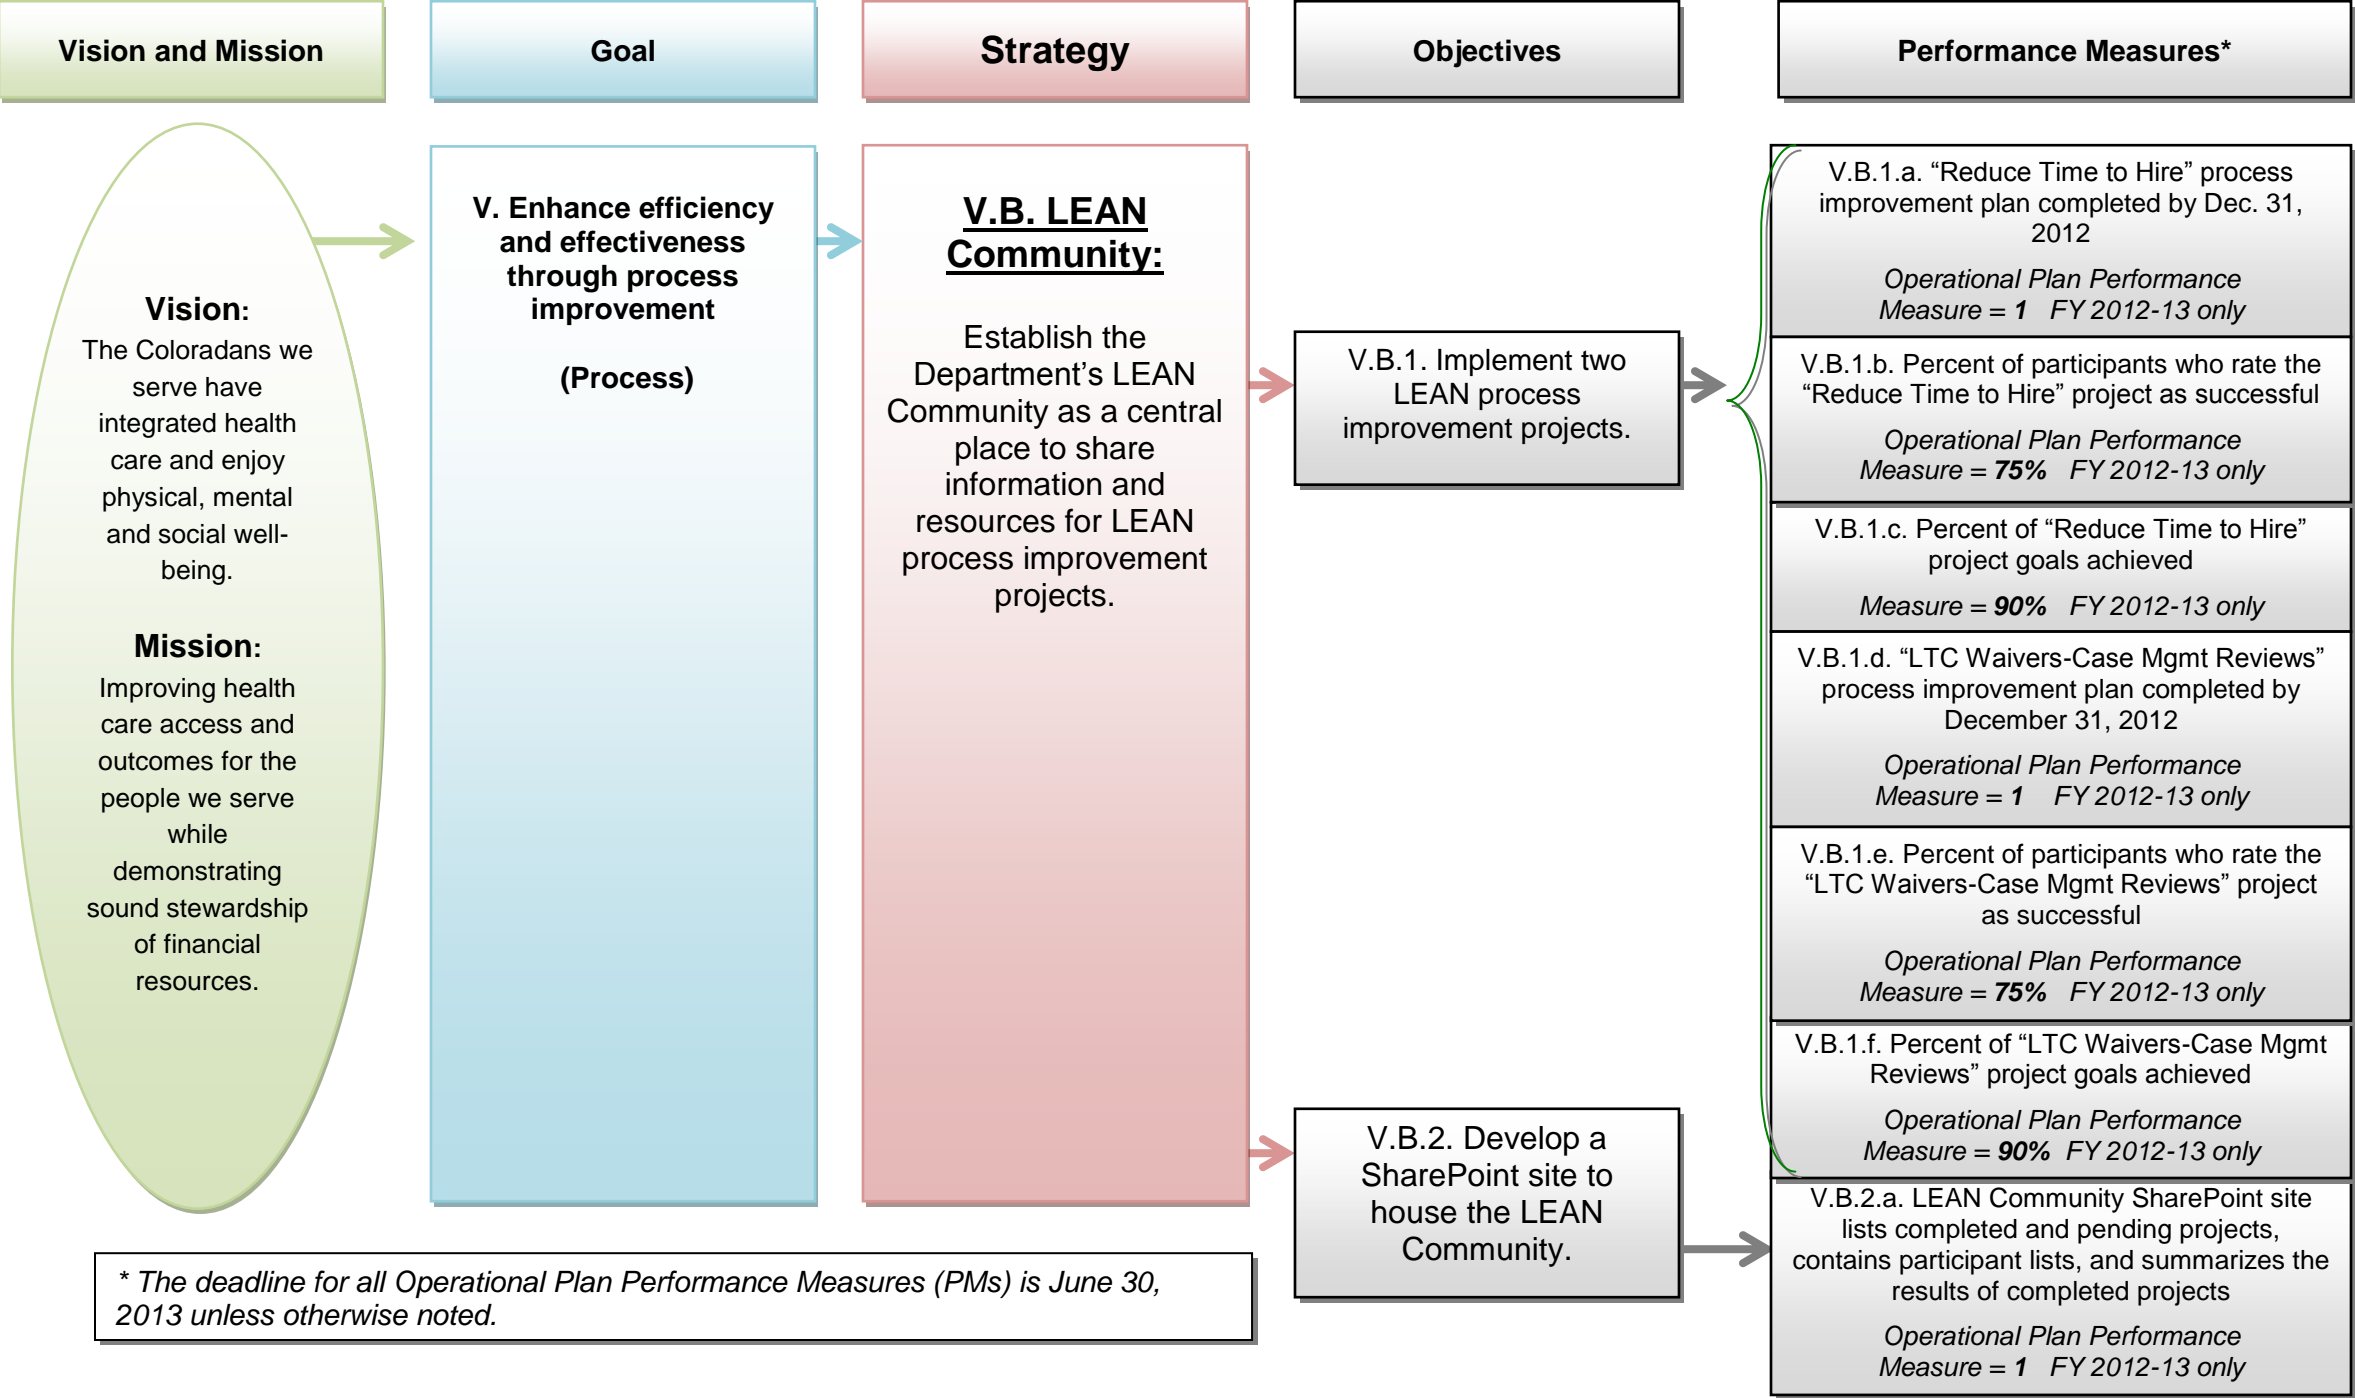 Vision and Mission
Goal
Strategy
Objectives
Performance Measures*
Vision:
The Coloradans we
serve have
integrated health
care and enjoy
physical, mental
and social well-
being.
Mission:
Improving health
care access and
outcomes for the
people we serve
while
demonstrating
sound stewardship
of financial
resources.
V. Enhance efficiency
and effectiveness
through process
improvement
(Process)
V.B. LEAN
Community:
Establish the
Department’s LEAN
Community as a central
place to share
information and
resources for LEAN
process improvement
projects.
V.B.1. Implement two
LEAN process
improvement projects.
V.B.2. Develop a
SharePoint site to
house the LEAN
Community.
V.B.1.a. “Reduce Time to Hire” process
improvement plan completed by Dec. 31,
2012
Operational Plan Performance
Measure = 1 FY 2012-13 only
V.B.1.b. Percent of participants who rate the
“Reduce Time to Hire” project as successful
Operational Plan Performance
Measure = 75% FY 2012-13 only
V.B.1.c. Percent of “Reduce Time to Hire”
project goals achieved
Measure = 90% FY 2012-13 only
V.B.1.d. “LTC Waivers-Case Mgmt Reviews”
process improvement plan completed by
December 31, 2012
Operational Plan Performance
Measure = 1 FY 2012-13 only
V.B.1.e. Percent of participants who rate the
“LTC Waivers-Case Mgmt Reviews” project
as successful
Operational Plan Performance
Measure = 75% FY 2012-13 only
V.B.1.f. Percent of “LTC Waivers-Case Mgmt
Reviews” project goals achieved
Operational Plan Performance
Measure = 90% FY 2012-13 only
V.B.2.a. LEAN Community SharePoint site
lists completed and pending projects,
contains participant lists, and summarizes the
results of completed projects
Operational Plan Performance
Measure = 1 FY 2012-13 only
* The deadline for all Operational Plan Performance Measures (PMs) is June 30,
2013 unless otherwise noted.